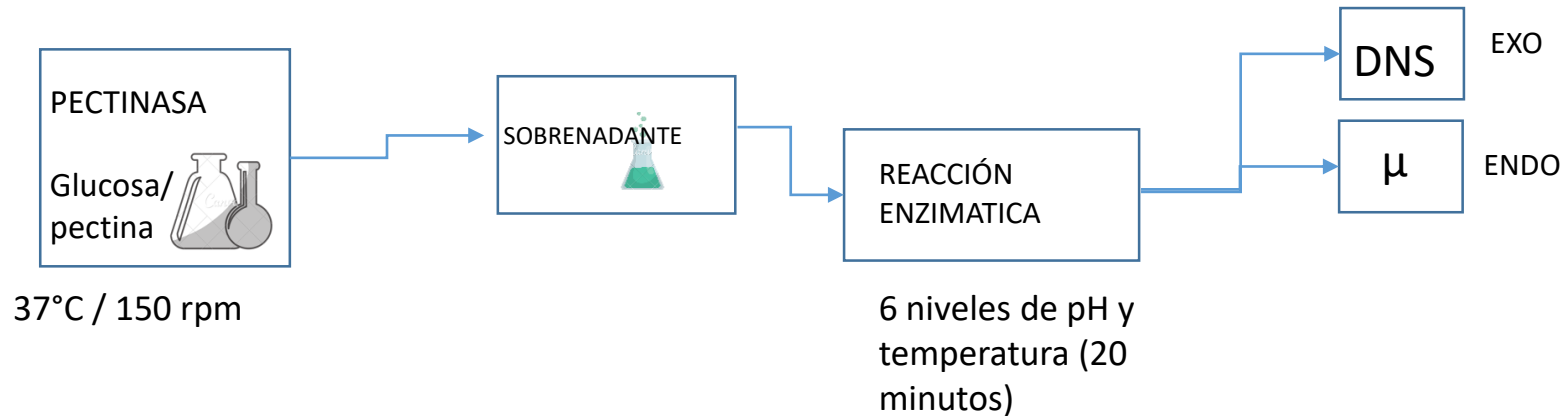 PECTINASA
Glucosa/
pectina
37°C / 150 rpm
SOBRENADANTE
REACCIÓN
ENZIMATICA
6 niveles de pH y
temperatura (20
minutos)
DNS
EXO
µ
ENDO